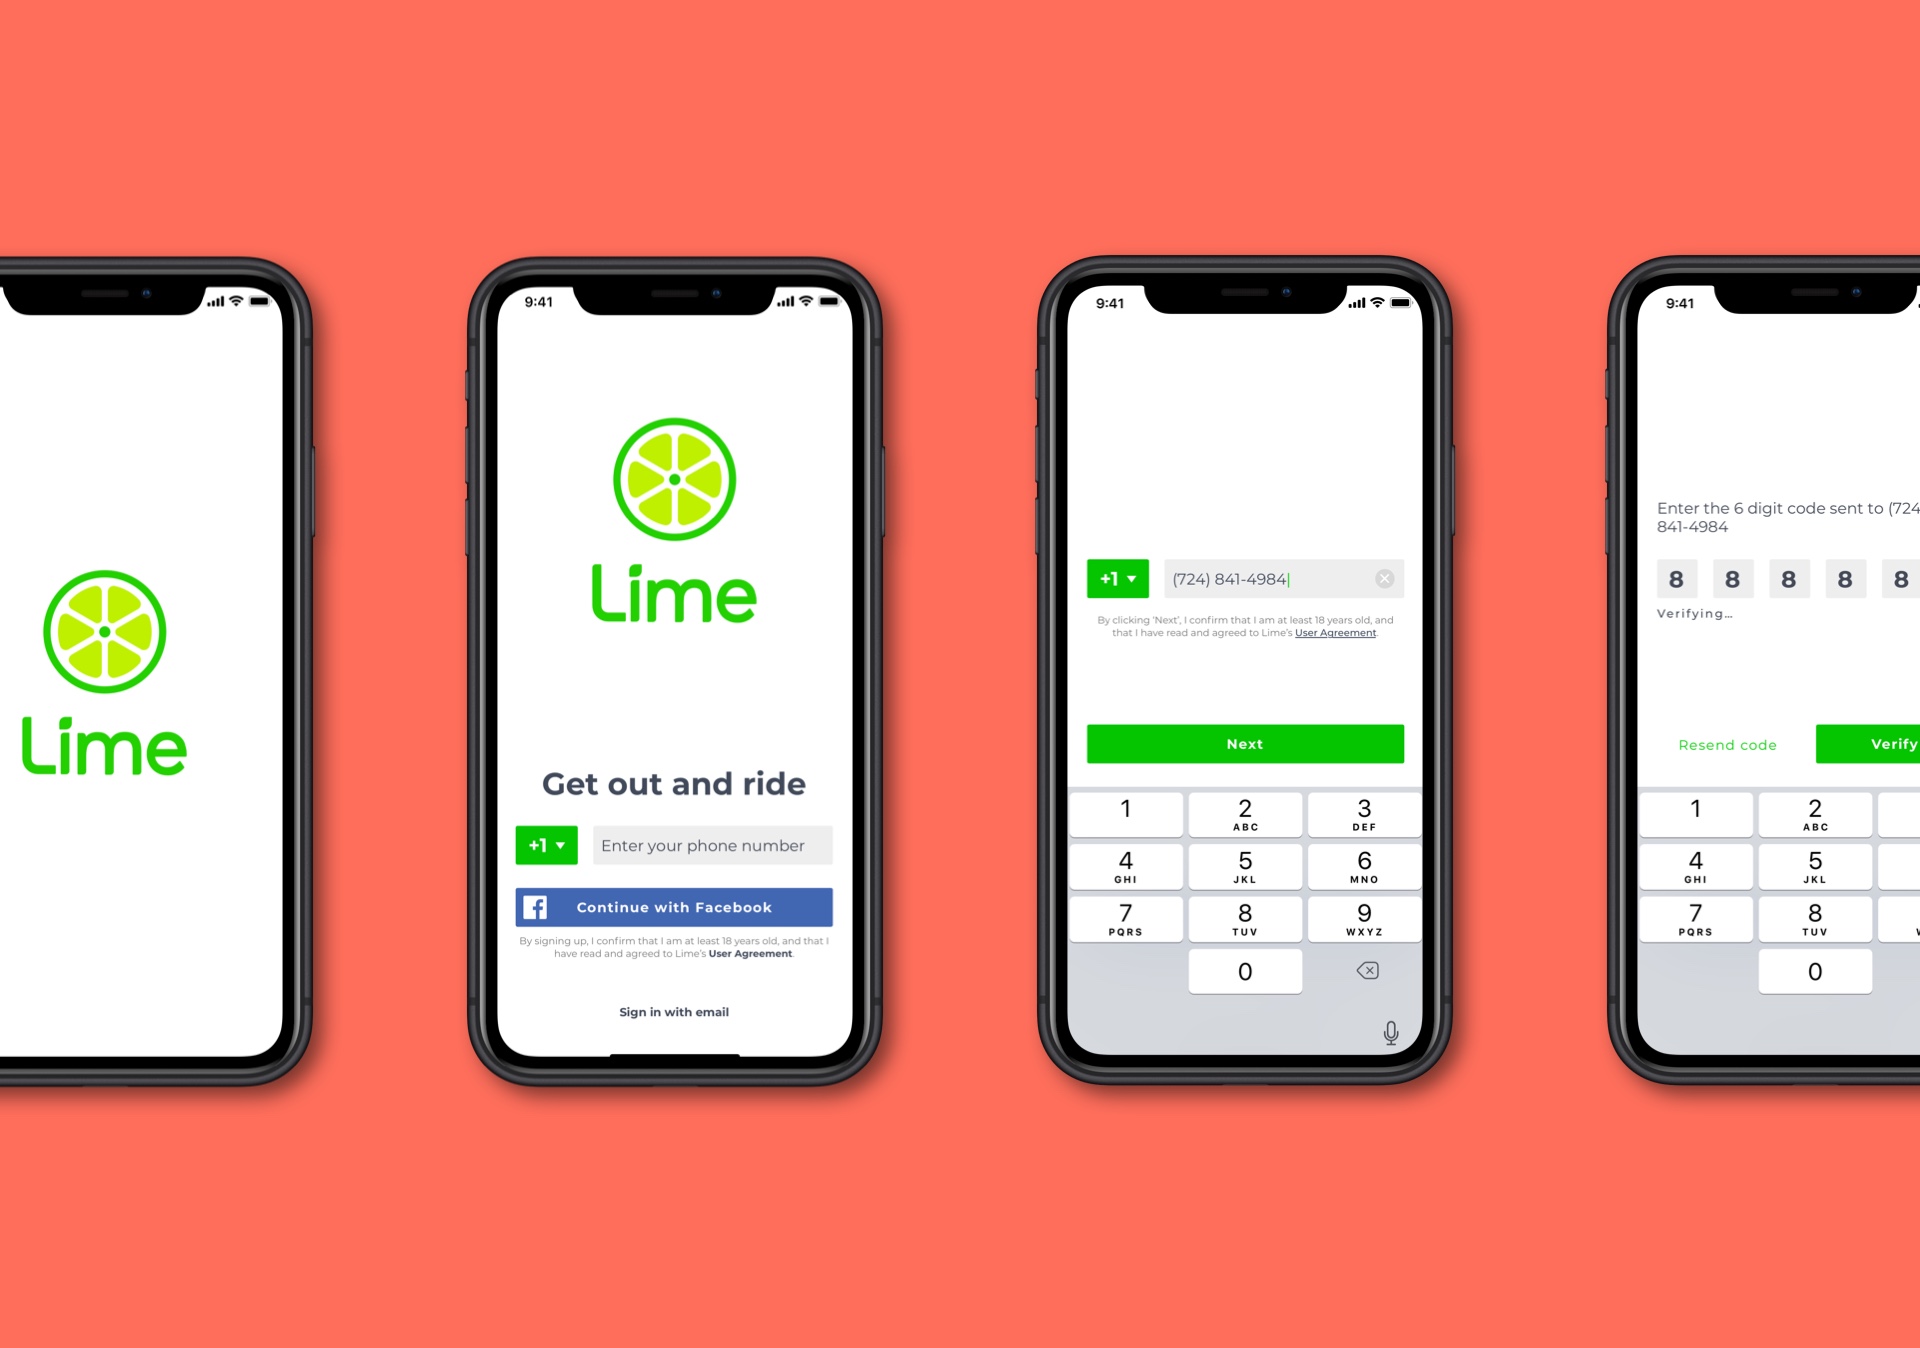 Lime
9:41
Lime
Get out and ride
+1
Enter your phone number
Continue with Facebook
By signing up, I confirm that I am at least 18 years old, and that I
have read and agreed to Lime's User Agreement.
Sign in with email
9:41
+1
(724) 841-4984
By clicking 'Next', I confirm that I am at least 18 years old, and
that I have read and agreed to Lime's User Agreement.
Next
1
2
ABC
3
DEF
4
GHI
5
JKL
6
MNO
7
PQRS
8
TUV
9
WXYZ
0
9:41
Enter the 6 digit code sent to (724
841-4984
8 8 8 8 8
Verifying...
Resend code
Verify
1
2
ABC
4
GHI
5
JKL
7
PQRS
8
TUV
W
0